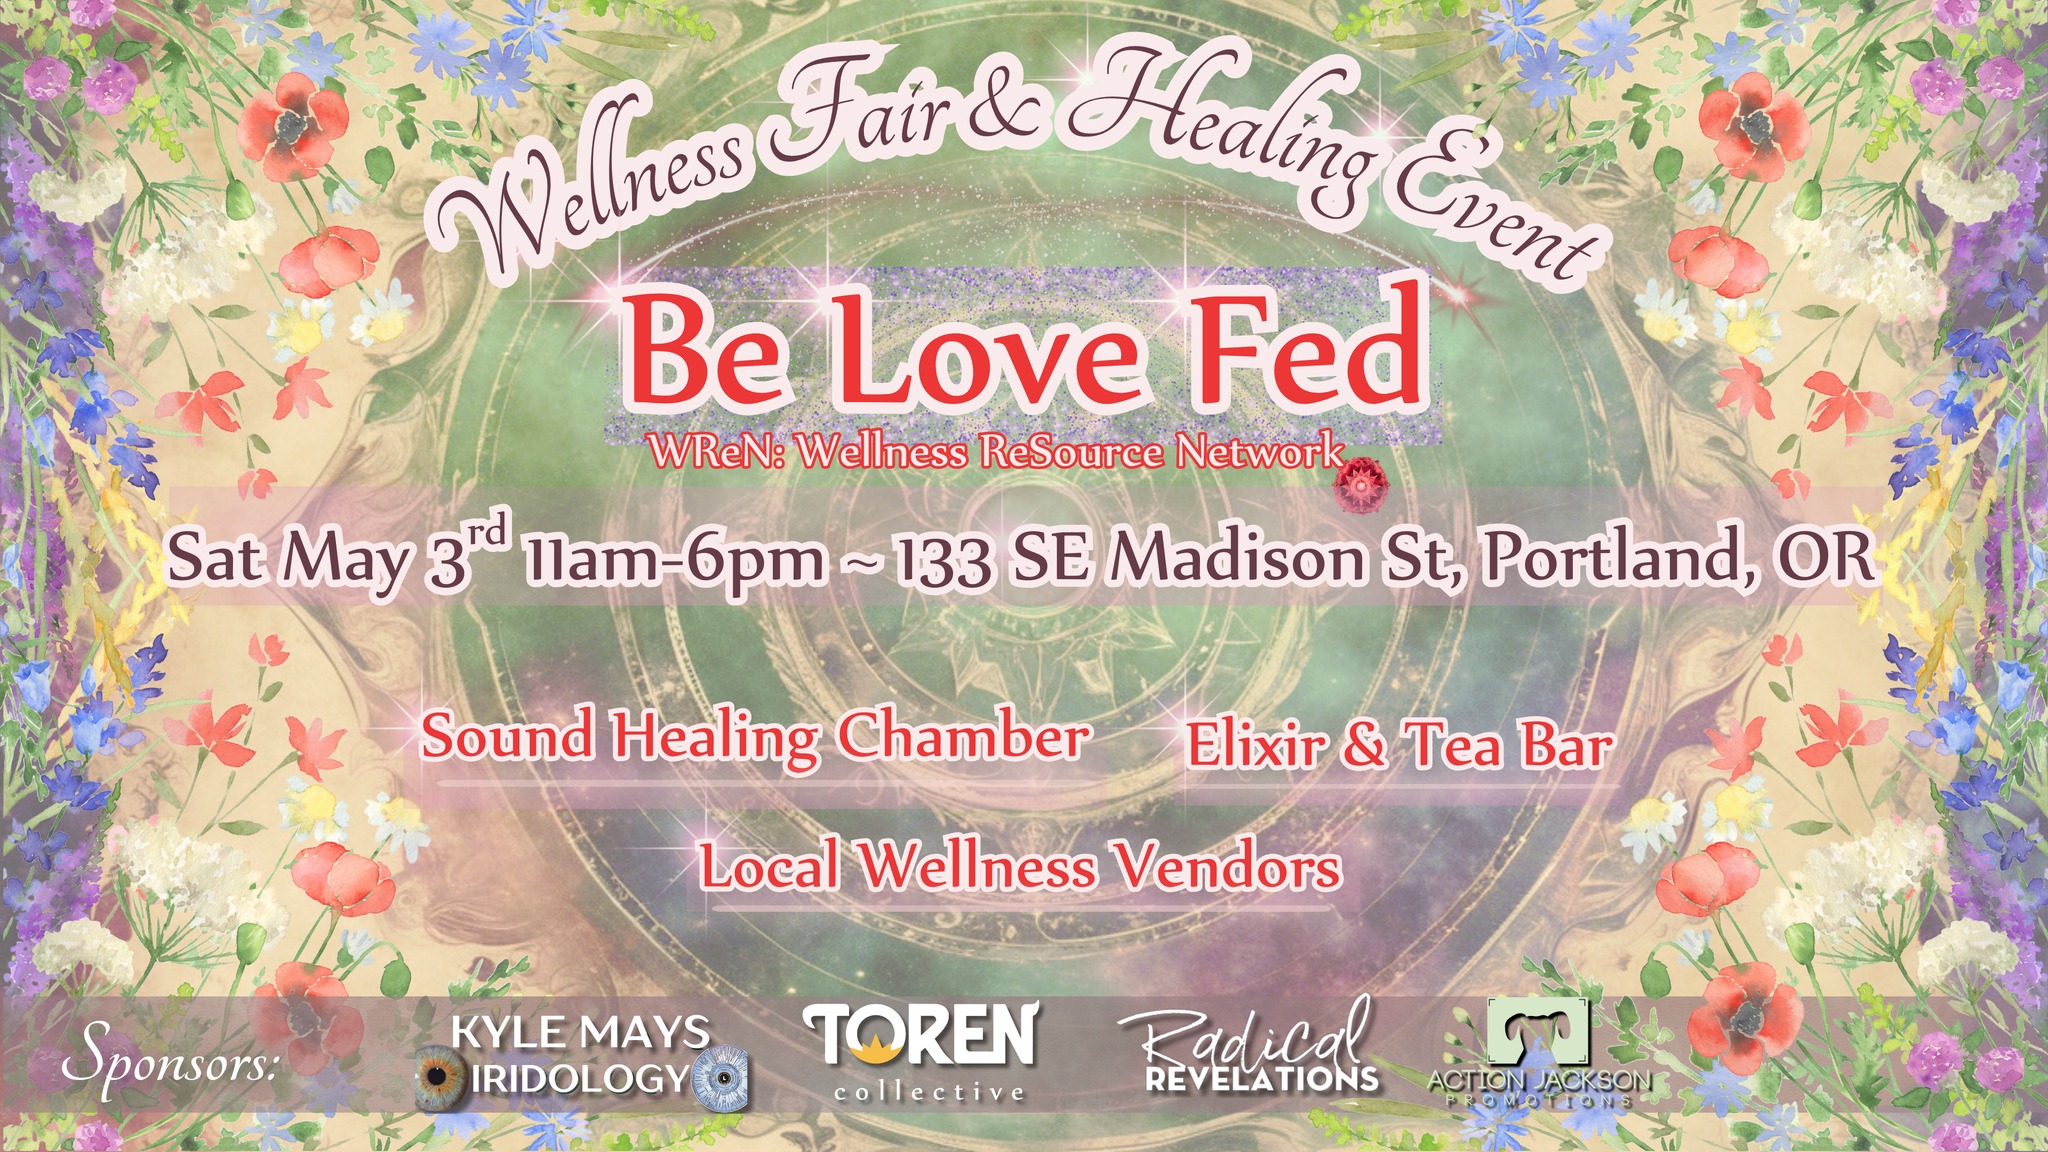 Wellness Fair & Healing Event
Be Love Fed
WReN: Wellness ReSource Network
Sat May 3rd 11am-6pm ~ 133 SE Madison St, Portland, OR
Sound Healing Chamber
Elixir & Tea Bar
Local Wellness Vendors
Sponsors:
KYLE MAYS
IRIDOLOGY
TOREN
collective
Radical
REVELATIONS
ACTION JACKSON
PROMOTIONS